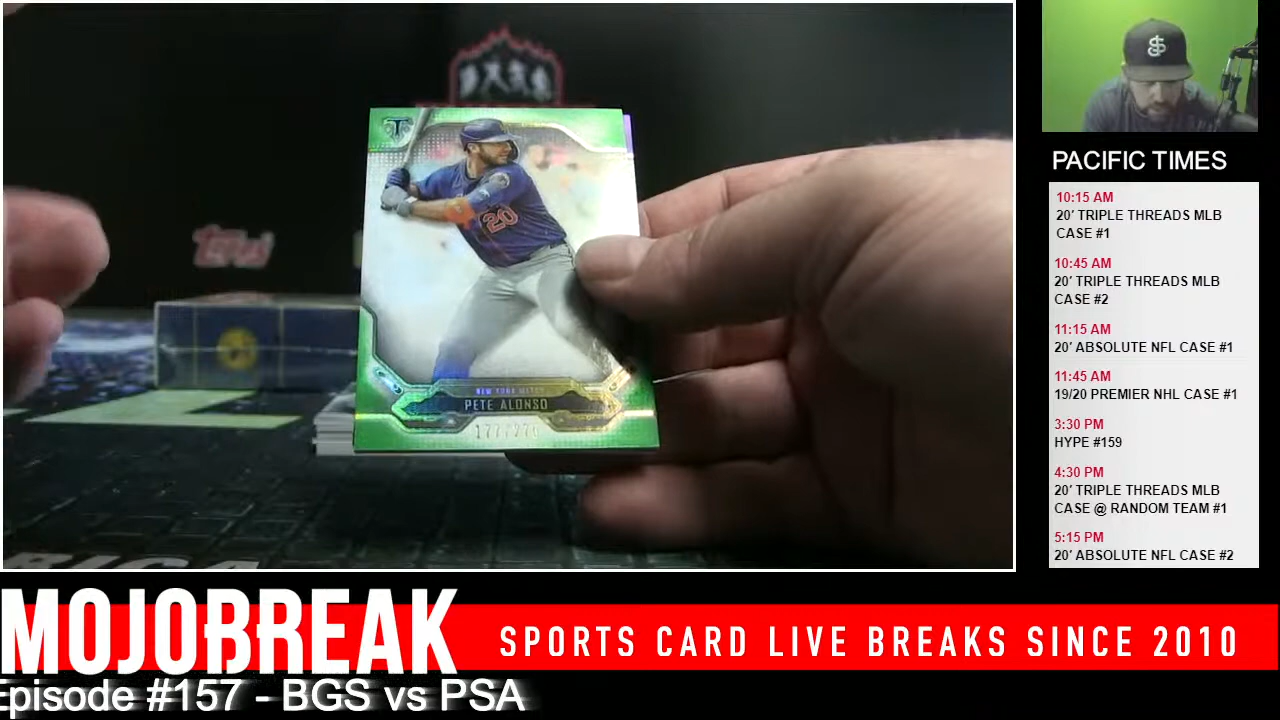 TOPPS
20
NEW YORK METS
PETE ALONSO
PACIFIC TIMES
10:15 AM
20' TRIPLE THREADS MLB
CASE #1
10:45 AM
20' TRIPLE THREADS MLB
CASE #2
11:15 AM
20' ABSOLUTE NFL CASE #1
11:45 AM
19/20 PREMIER NHL CASE #1
3:30 PM
HYPE #159
4:30 PM
20' TRIPLE THREADS MLB
CASE @ RANDOM TEAM #1
5:15 PM
20' ABSOLUTE NFL CASE #2
MOJOBREAK
SPORTS CARD LIVE BREAKS SINCE 2010
Episode #157 - BGS vs PSA